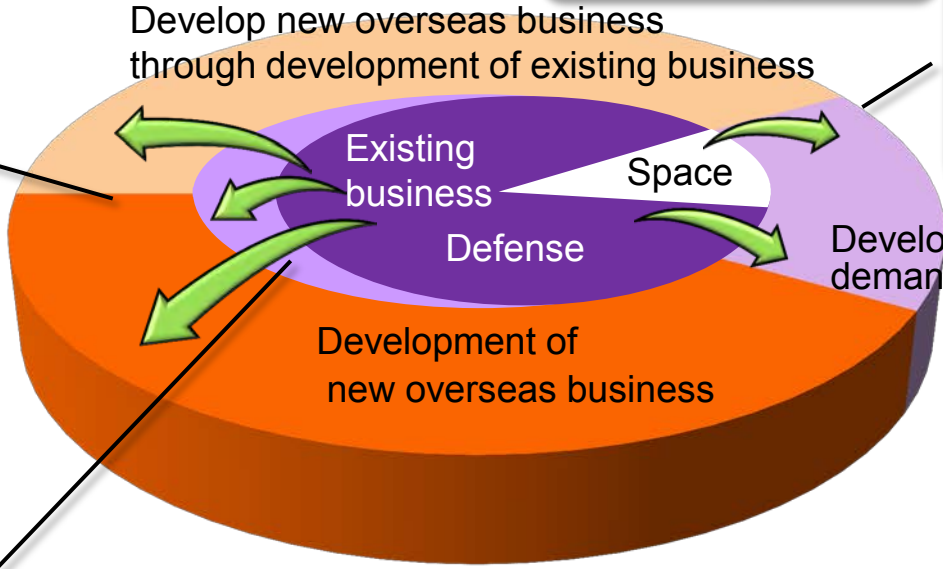 Develop new overseas business
through development of existing business
Existing
business
Space
Defense
Development of
new overseas business